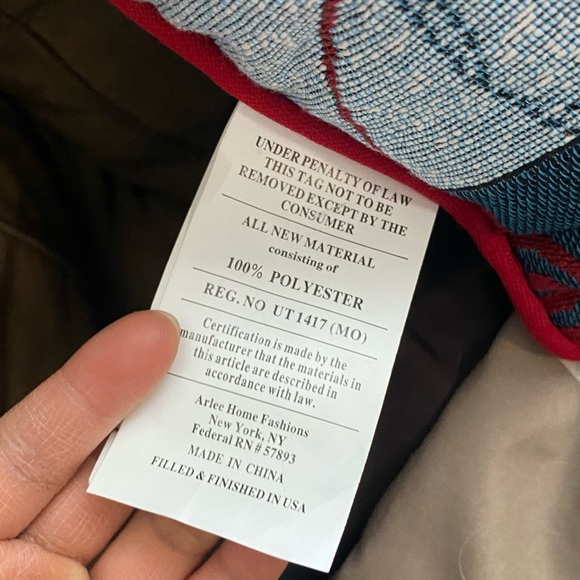 UNDER PENALTY OF LAW
THIS TAG NOT TO BE
REMOVED EXCEPT BY THE
CONSUMER
ALL NEW MATERIAL
consisting of
100% POLYESTER
REG. NO UT 1417 (MO)
Certification is made by the
manufacturer that the materials in
this article are described in
accordance with law.
Arlee Home Fashions
New York, NY
Federal RN # 57893
MADE IN CHINA
FILLED & FINISHED IN USA